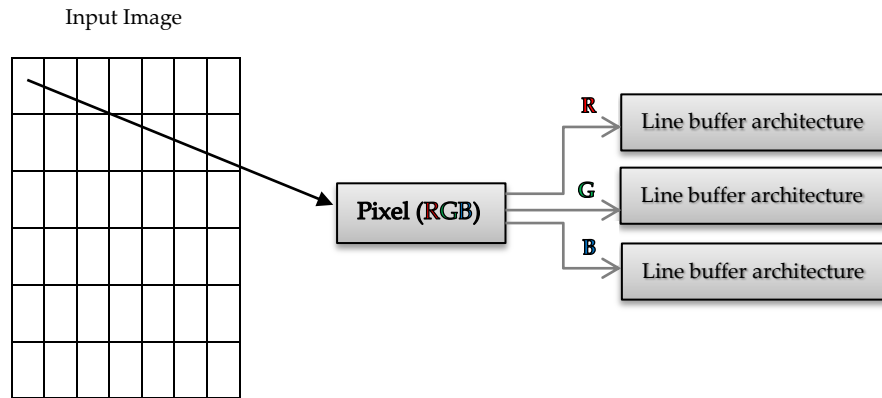 Input Image
Pixel (RGB)
R
Line buffer architecture
G
Line buffer architecture
B
Line buffer architecture